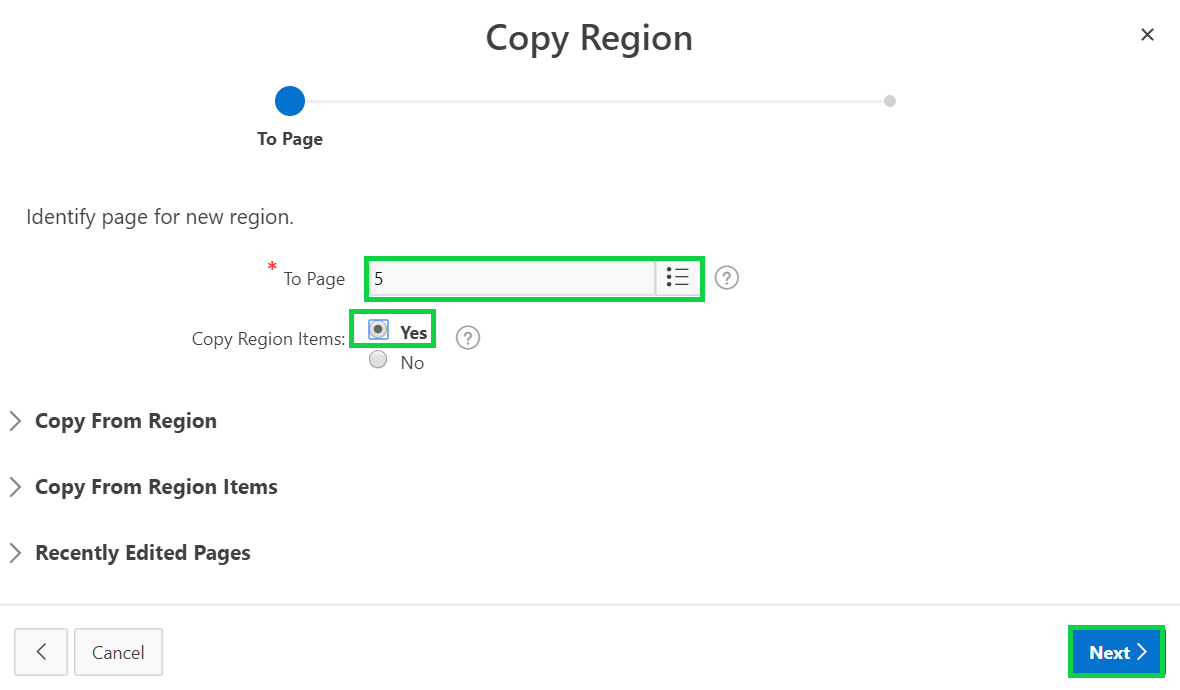 Copy Region
To Page
Identify page for new region.
* To Page 5 ?
Copy Region Items: Yes ?
No
Copy From Region
Copy From Region Items
Recently Edited Pages
Cancel Next